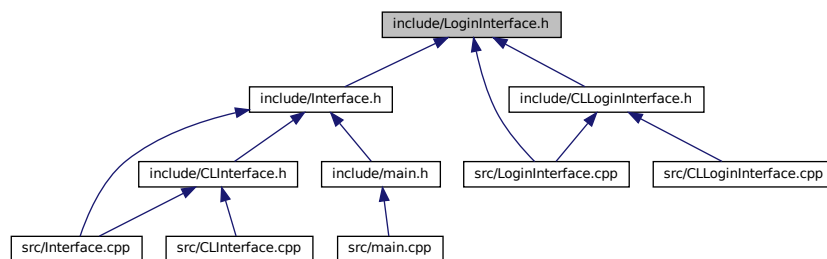 include/LoginInterface.h
include/Interface.h
include/CLLoginInterface.h
include/CLInterface.h
include/main.h
src/LoginInterface.cpp
src/CLLoginInterface.cpp
src/Interface.cpp
src/CLInterface.cpp
src/main.cpp